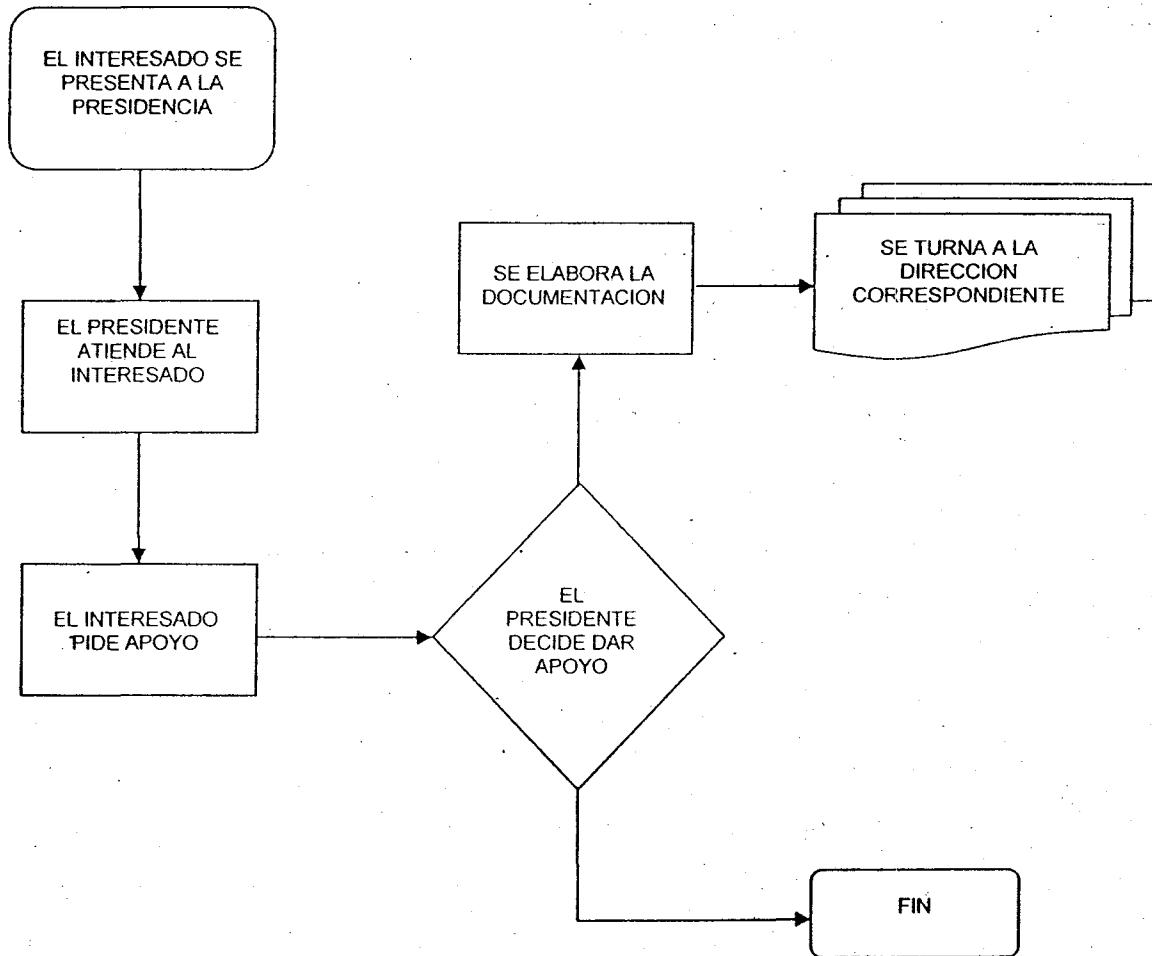 EL INTERESADO SE
PRESENTA A LA
PRESIDENCIA
EL PRESIDENTE
ATIENDE AL
INTERESADO
EL INTERESADO
PIDE APOYO
EL
PRESIDENTE
DECIDE DAR
APOYO
SE ELABORA LA
DOCUMENTACION
SE TURNA A LA
DIRECCION
CORRESPONDIENTE
FIN